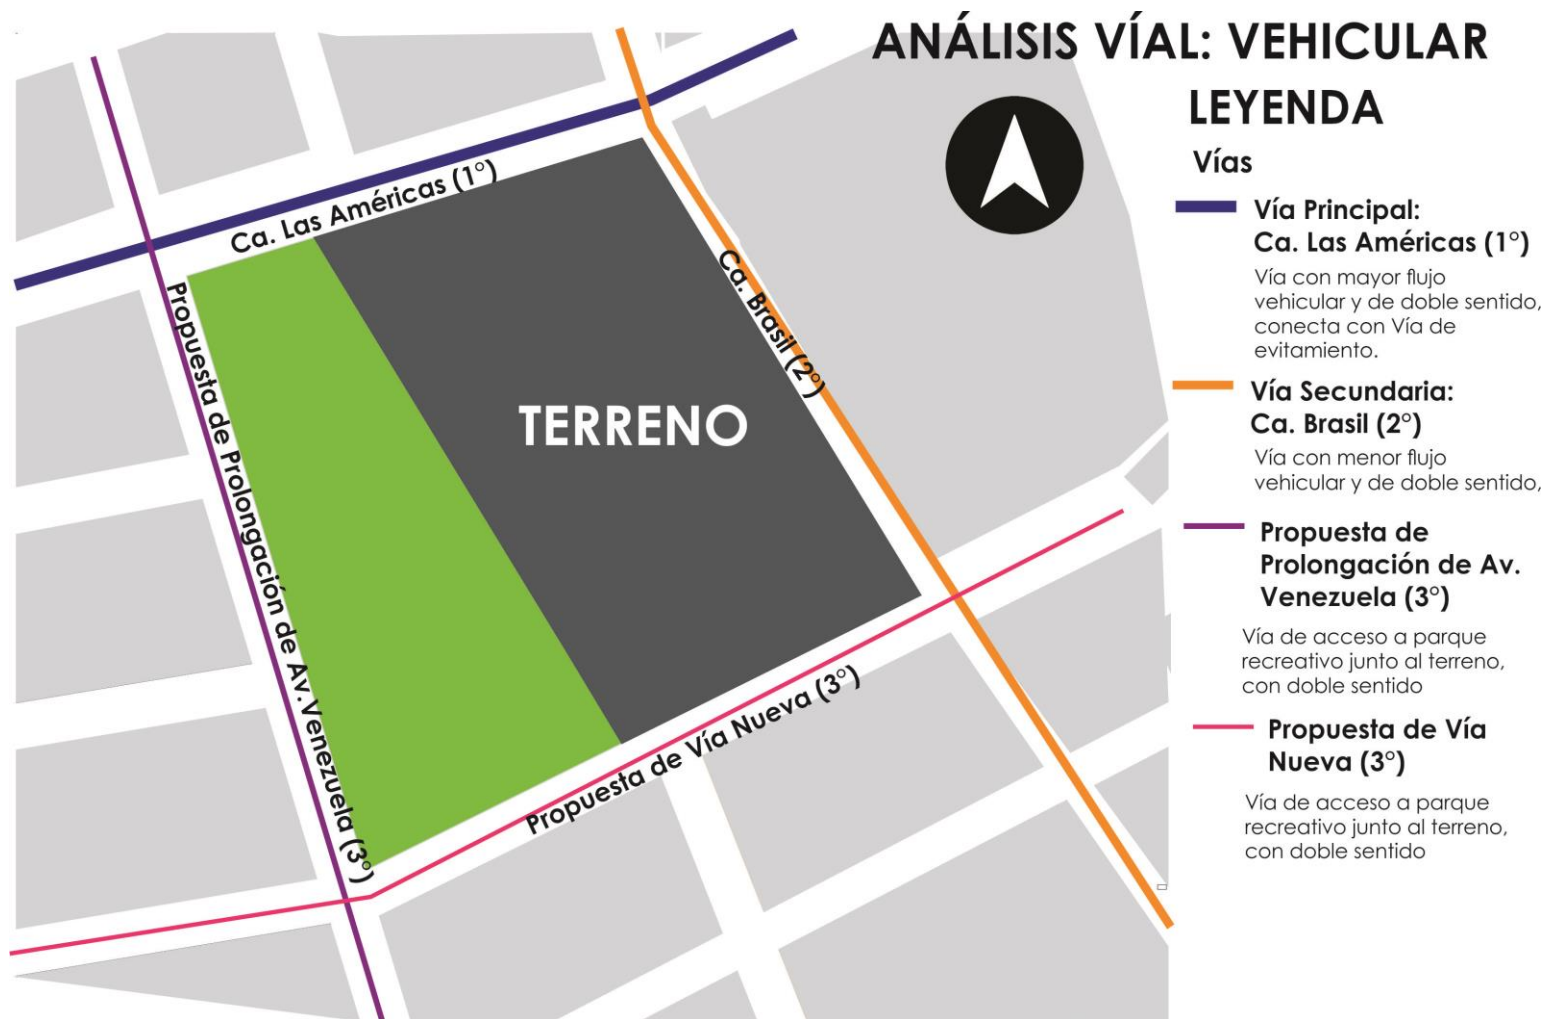 ANÁLISIS VÍAL: VEHICULAR
LEYENDA
Vías
Vía Principal:
Ca. Las Américas (1°)
Vía con mayor flujo
vehicular y de doble sentido,
conecta con Vía de
evitamiento.
Vía Secundaria:
Ca. Brasil (2°)
Vía con menor flujo
vehicular y de doble sentido,
Propuesta de
Prolongación de Av.
Venezuela (3°)
Vía de acceso a parque
recreativo junto al terreno,
con doble sentido
Propuesta de Vía
Nueva (3°)
Vía de acceso a parque
recreativo junto al terreno,
con doble sentido
Ca. Las Américas (1°)
Ca. Brasil (2°)
TERRENO
Propuesta de Prolongación de Av.Venezuela (3°)
Propuesta de Vía Nueva (3°)